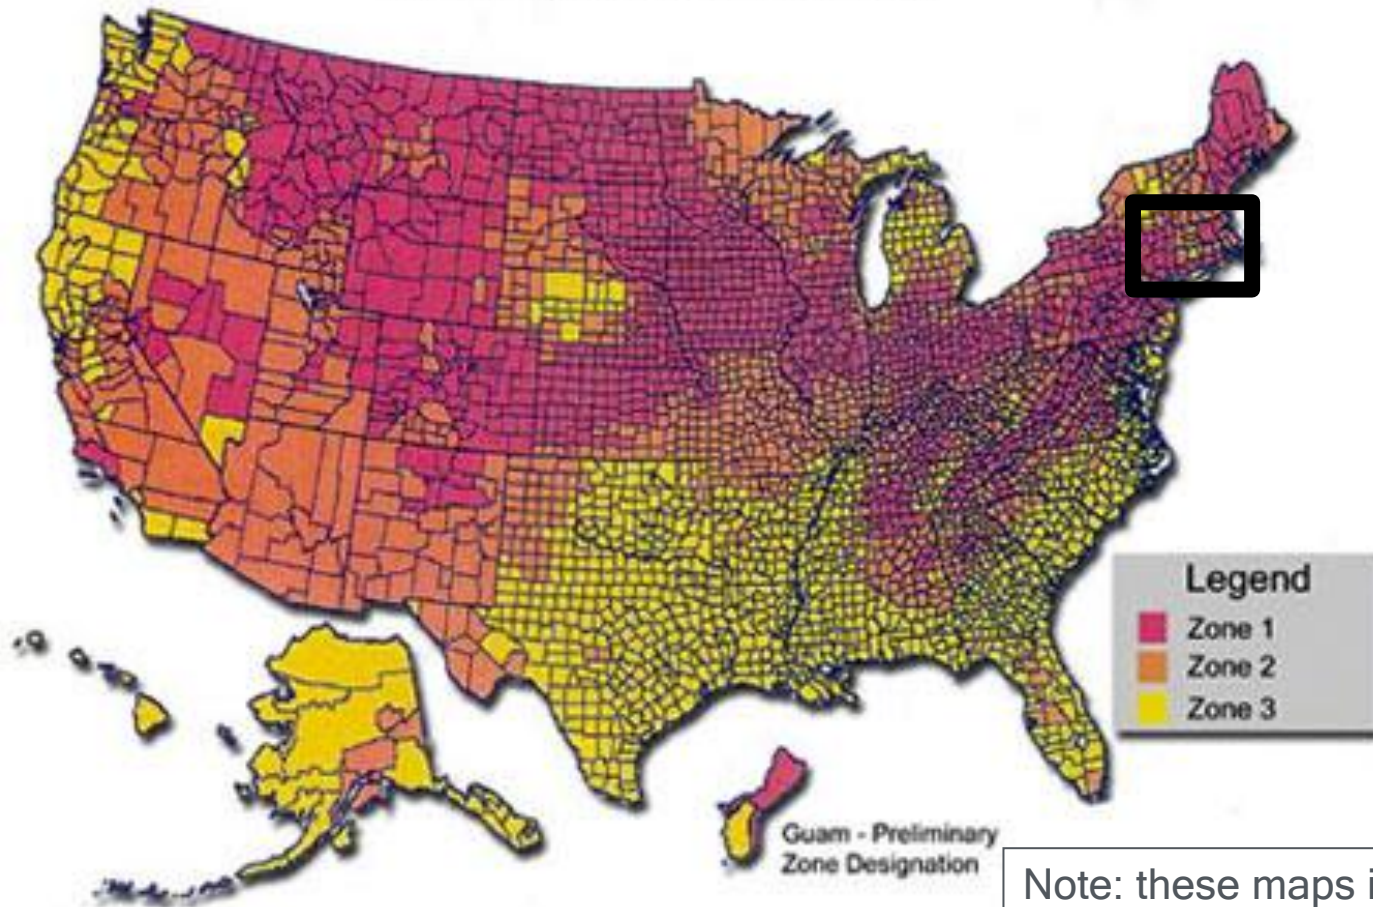 Legend
Zone 1
Zone 2
Zone 3
Guam - Preliminary
Zone Designation
Note: these maps i